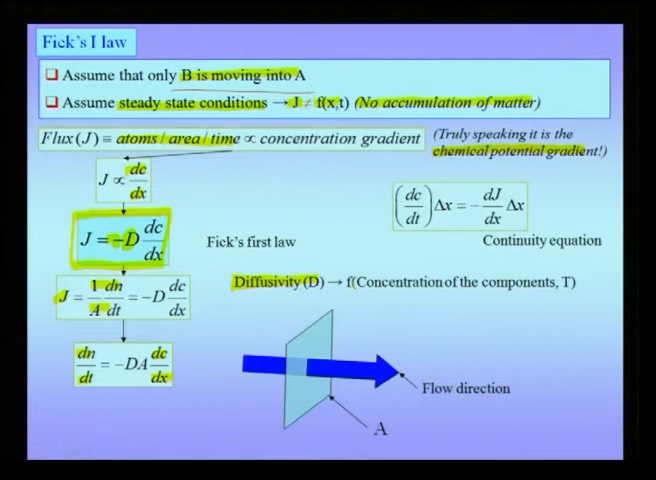 Fick's I law
❑ Assume that only B is moving into A
❑ Assume steady state conditions → J ≠ f(x,t) (No accumulation of matter)
Flux (J) ≡ atoms / area / time ∝ concentration gradient
(Truly speaking it is the
chemical potential gradient!)
J ∝ dc/dx
(dc/dt) Δx = − dJ/dx Δx
J = −D dc/dx
Fick's first law
Continuity equation
J = 1/A dn/dt = −D dc/dx
Diffusivity (D) → f(Concentration of the components, T)
dn/dt = −DA dc/dx
Flow direction
A